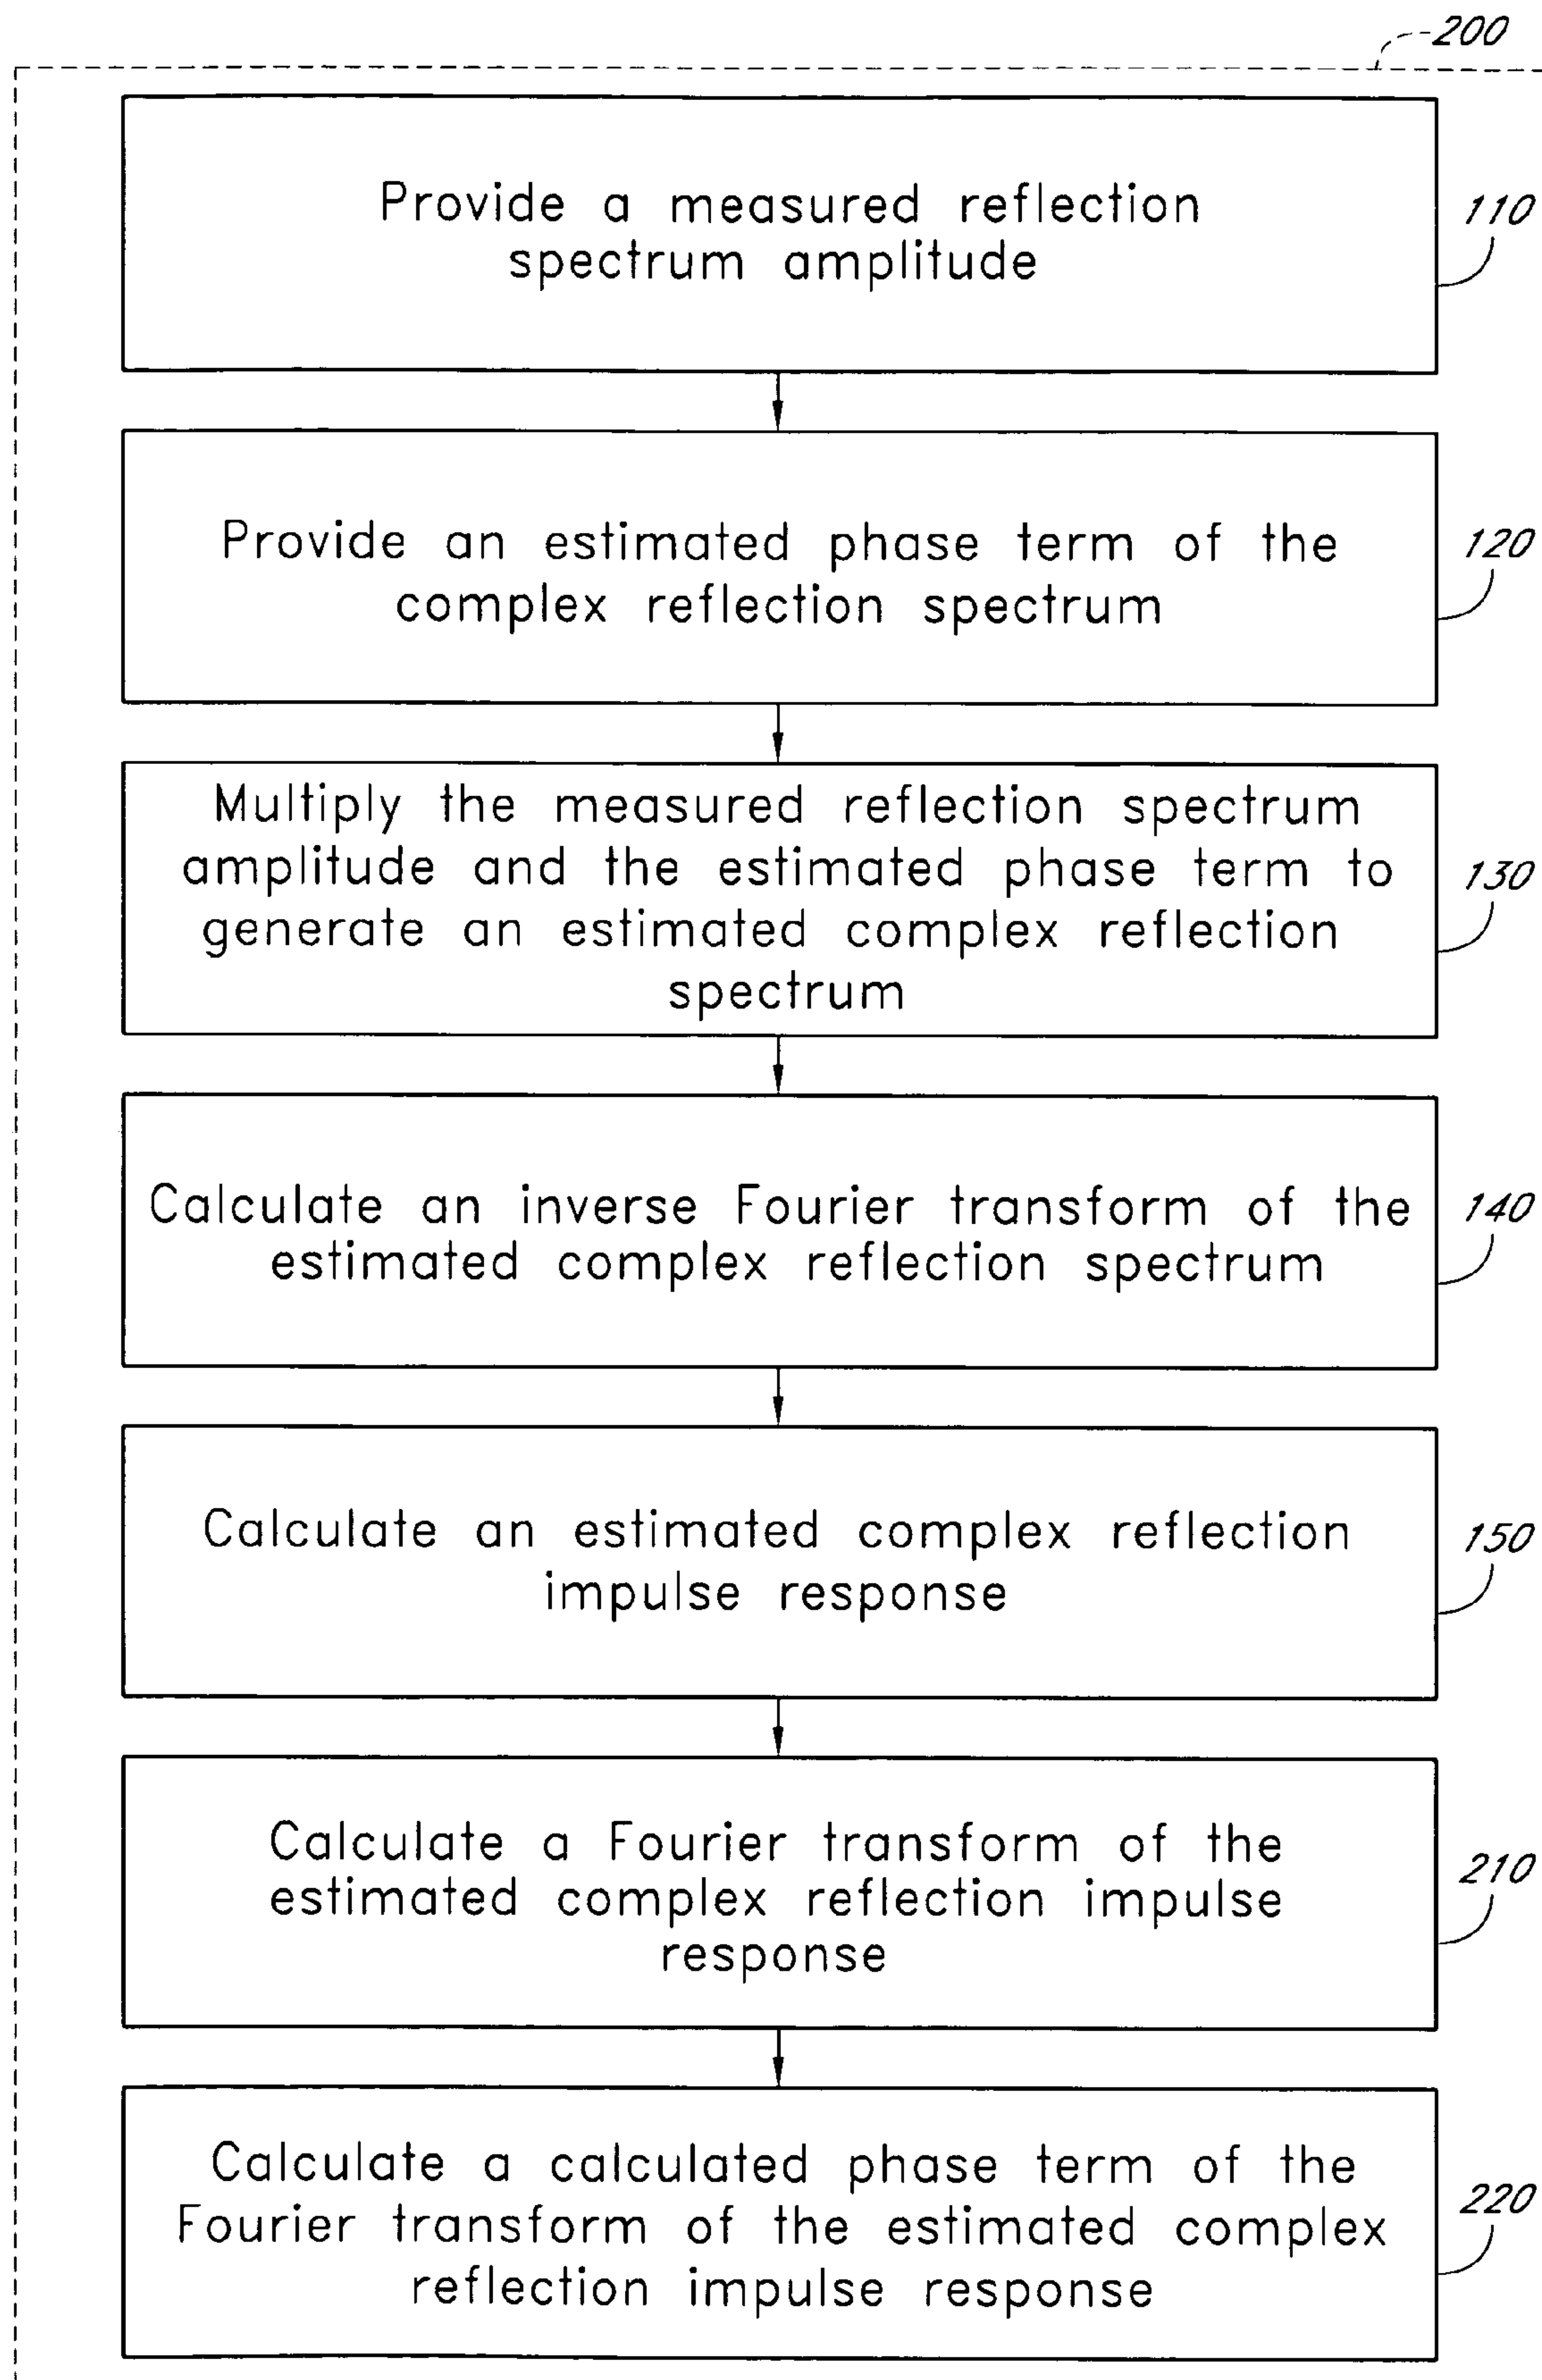 200
Provide a measured reflection
spectrum amplitude
110
Provide an estimated phase term of the
complex reflection spectrum
120
Multiply the measured reflection spectrum
amplitude and the estimated phase term to
generate an estimated complex reflection
spectrum
130
Calculate an inverse Fourier transform of the
estimated complex reflection spectrum
140
Calculate an estimated complex reflection
impulse response
150
Calculate a Fourier transform of the
estimated complex reflection impulse
response
210
Calculate a calculated phase term of the
Fourier transform of the estimated complex
reflection impulse response
220